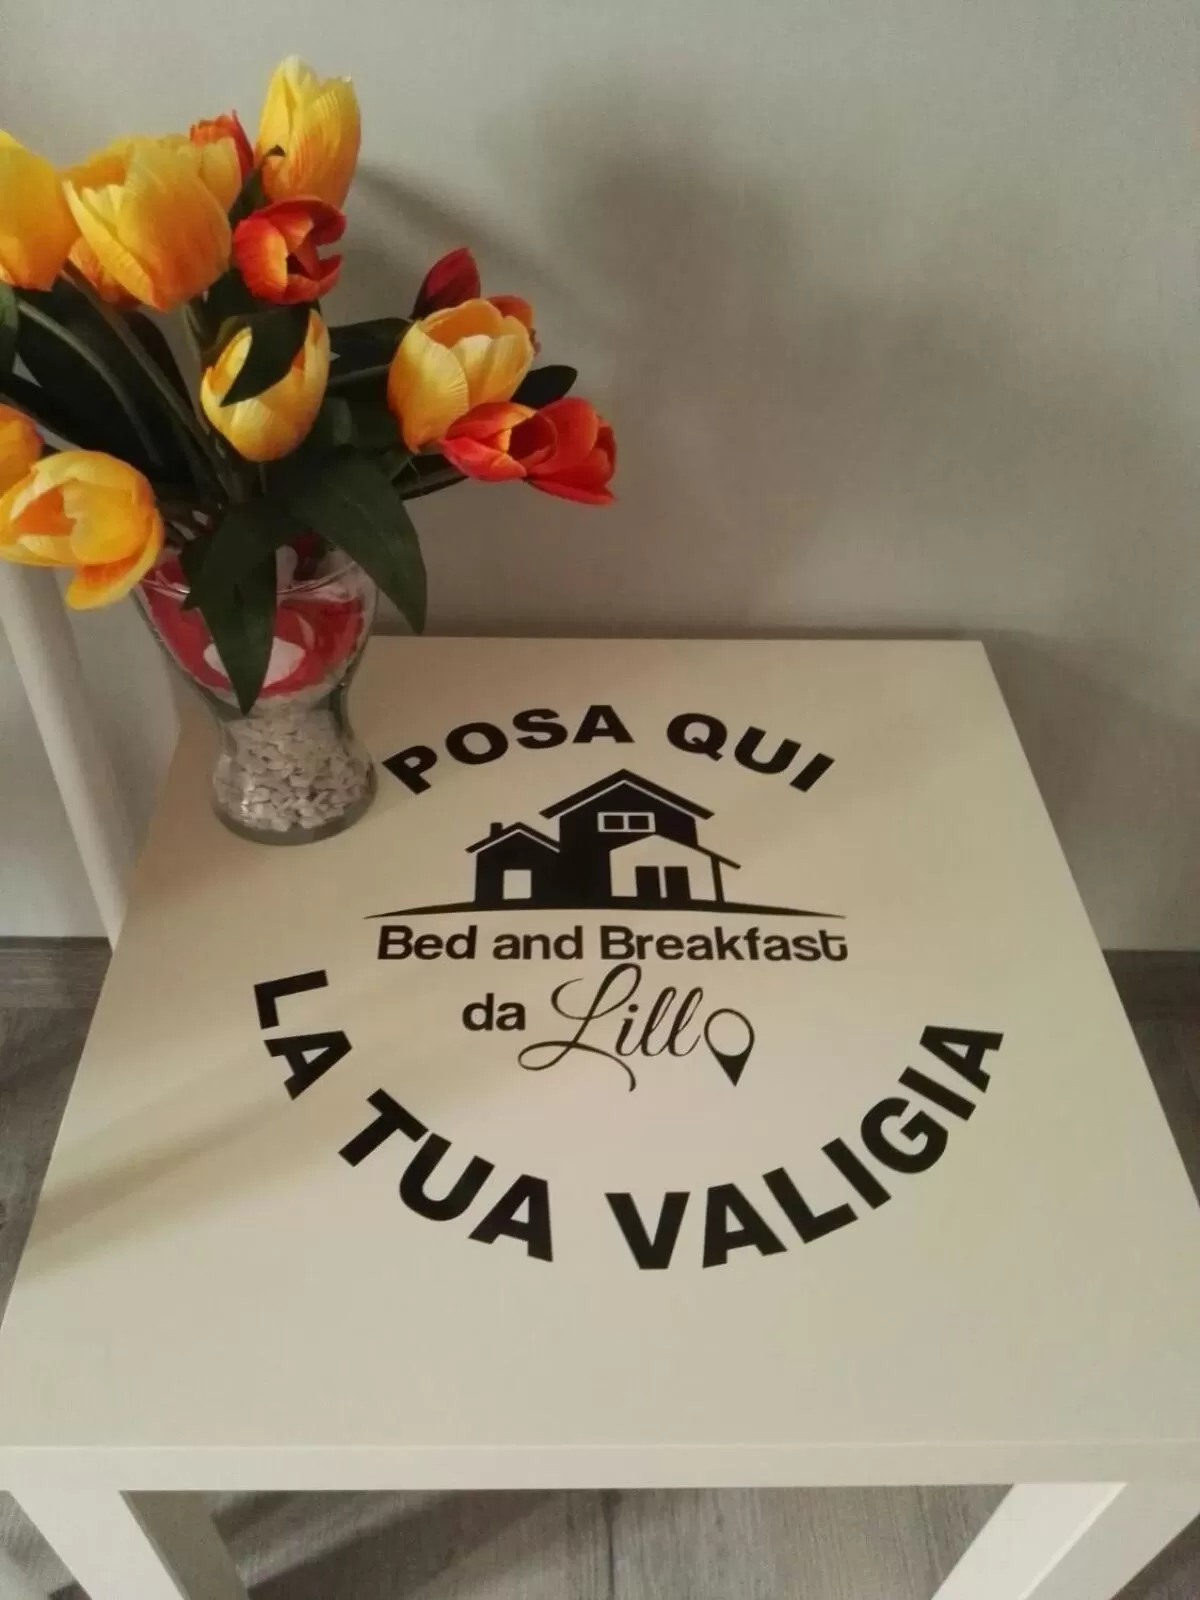 POSA QUI
Bed and Breakfast
da Lillo
LA TUA VALIGIA